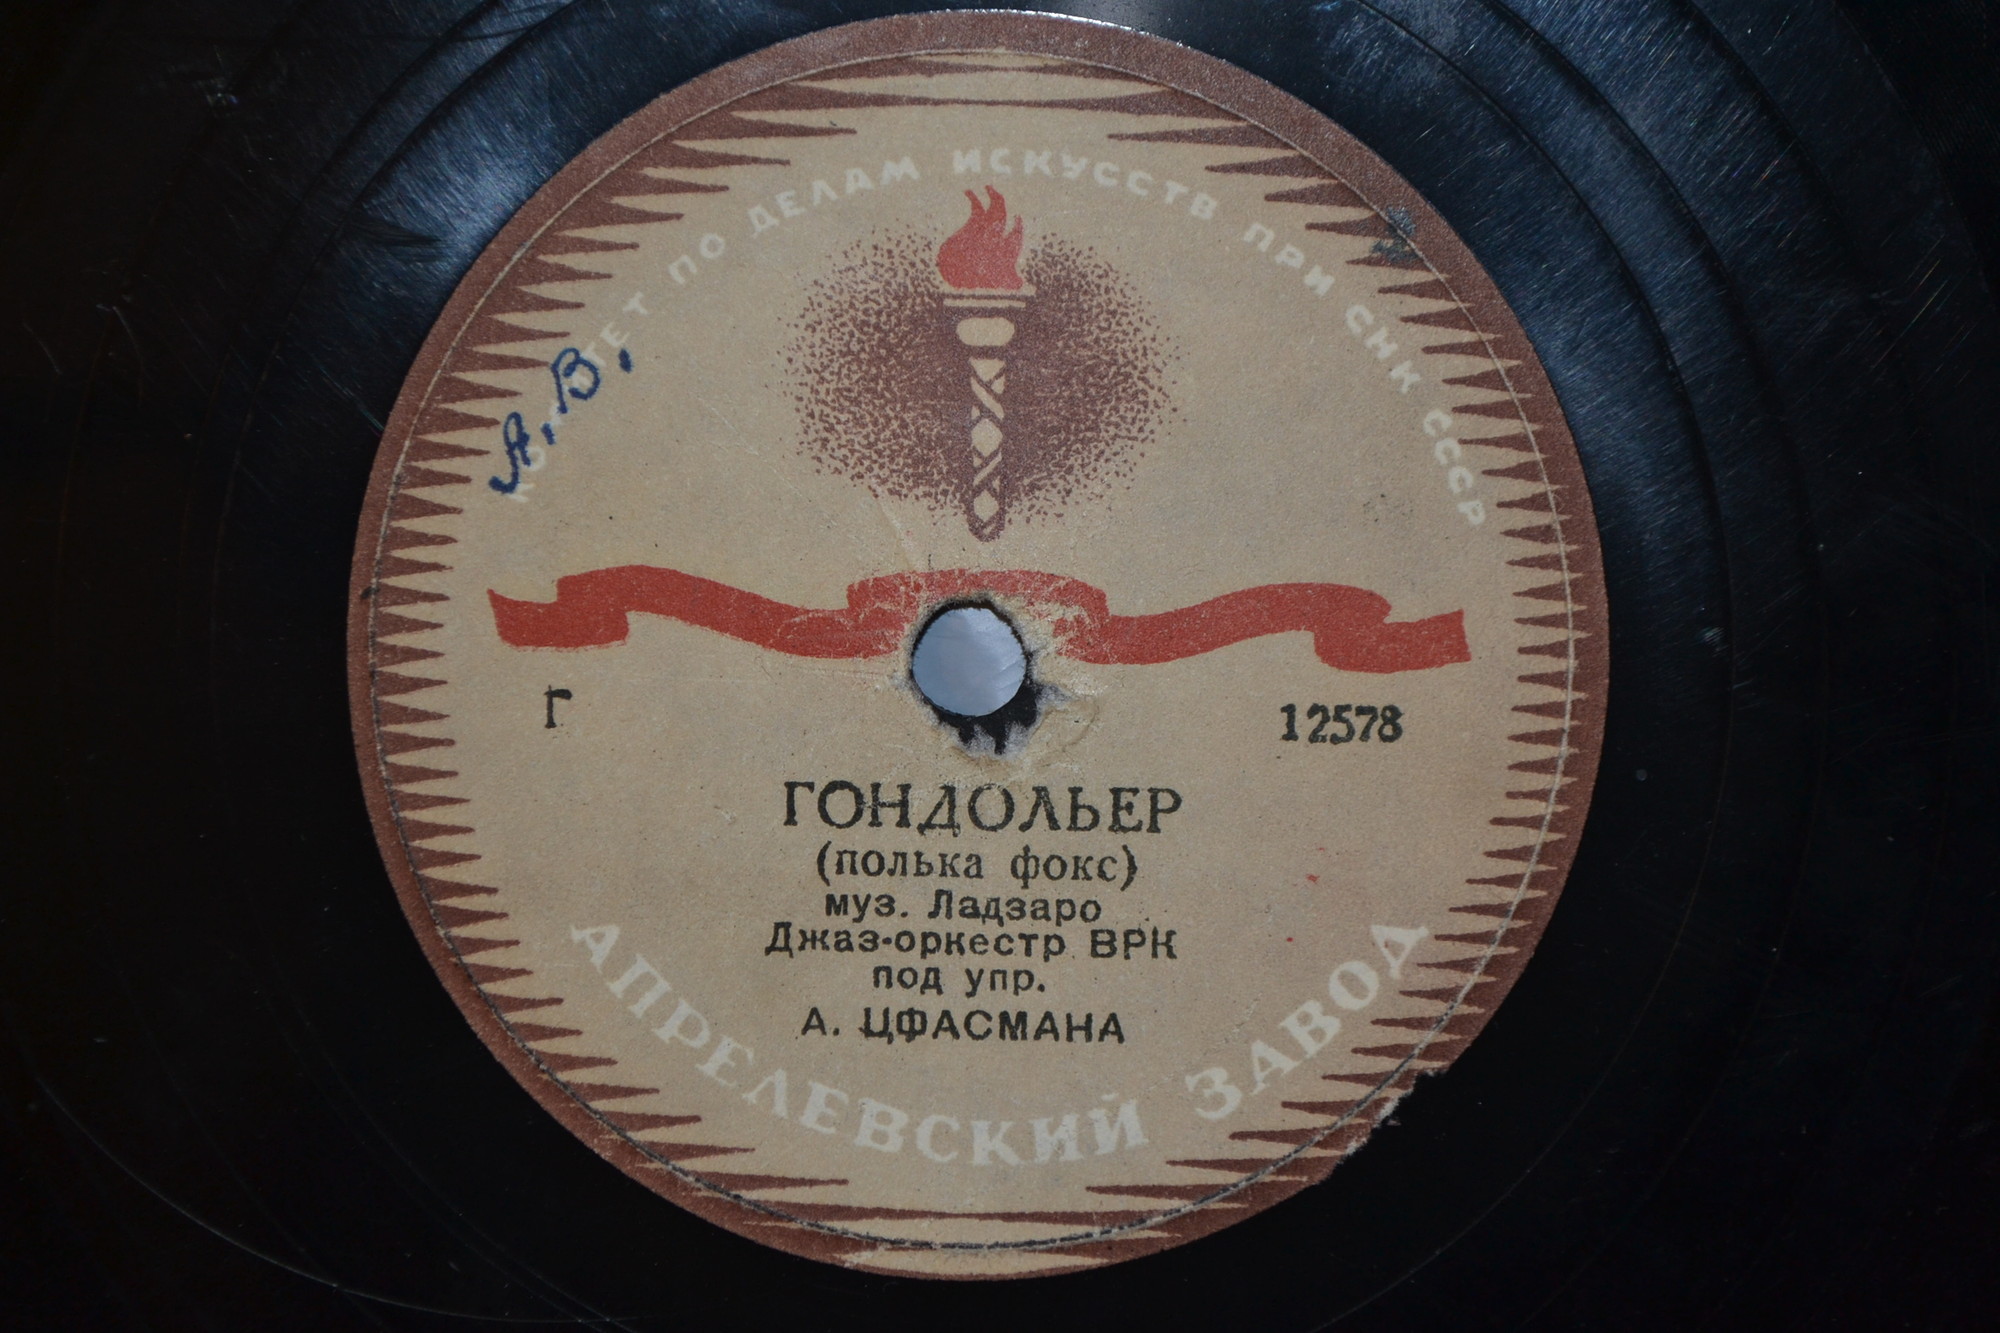 КОМИТЕТ ПО ДЕЛАМ ИСКУССТВ ПРИ СНК СССР
А. В.
Г
12578
ГОНДОЛЬЕР
(полька фокс)
муз. Ладзаро
Джаз-оркестр ВРК
под упр.
А. ЦФАСМАНА
АПРЕЛЕВСКИЙ ЗАВОД